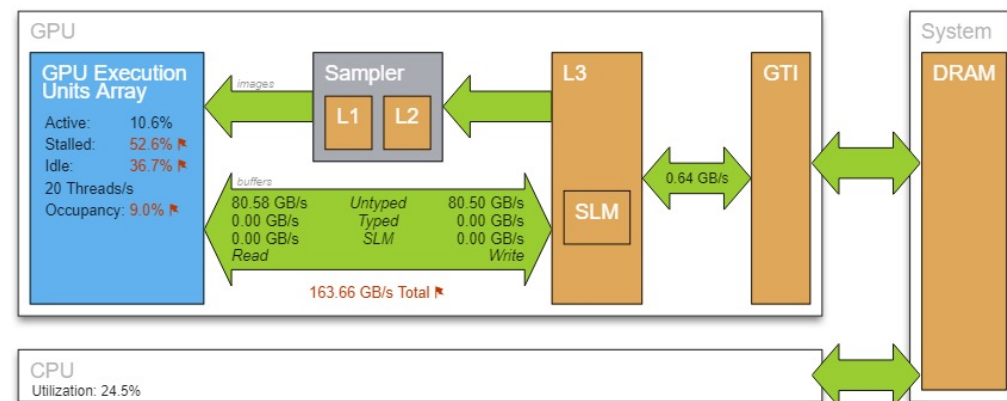 GPU
System
GPU Execution
Units Array
Active: 10.6%
Stalled: 52.6%
Idle: 36.7%
20 Threads/s
Occupancy: 9.0%
images
Sampler
L1 L2
L3
SLM
GTI
DRAM
0.64 GB/s
buffers
80.58 GB/s Untyped 80.50 GB/s
0.00 GB/s Typed 0.00 GB/s
0.00 GB/s SLM 0.00 GB/s
Read Write
163.66 GB/s Total
CPU
Utilization: 24.5%